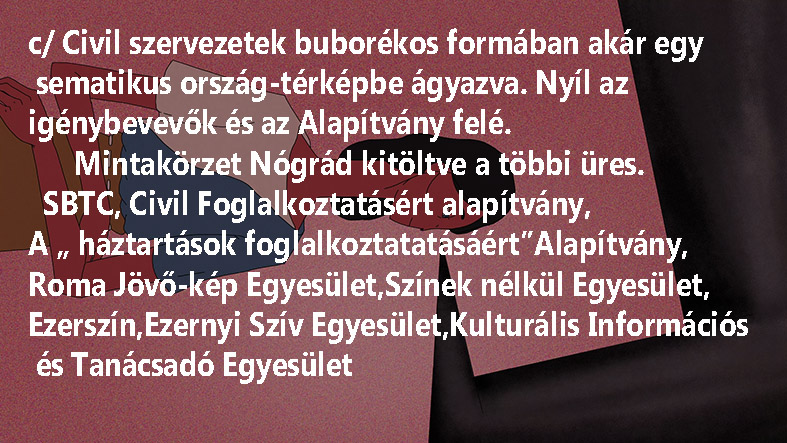 c/ Civil szervezetek buborékos formában akár egy
sematikus ország-térképbe ágyazva. Nyíl az
igénybevevők és az Alapítvány felé.
Mintakörzet Nógrád kitöltve a többi üres.
SBTC, Civil Foglalkoztatásért alapítvány,
A „ háztartások foglalkoztatatásáért”Alapítvány,
Roma Jövő-kép Egyesület,Színek nélkül Egyesület,
Ezerszín,Ezernyi Szív Egyesület,Kulturális Információs
és Tanácsadó Egyesület